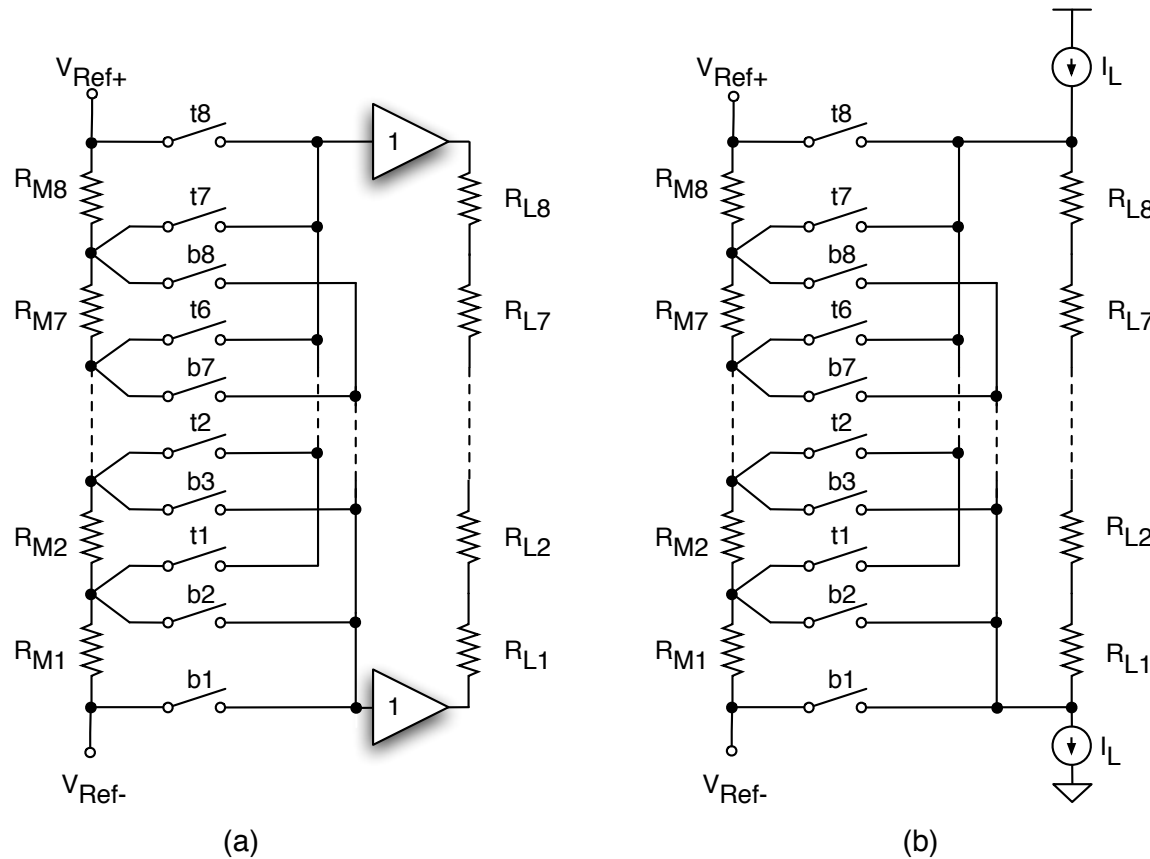 V_Ref+
t8
1
R_M8
R_L8
t7
b8
R_M7
R_L7
t6
b7
t2
b3
R_M2
R_L2
t1
b2
R_M1
R_L1
b1
1
V_Ref-
(a)
I_L
V_Ref+
t8
R_M8
R_L8
t7
b8
R_M7
R_L7
t6
b7
t2
b3
R_M2
R_L2
t1
b2
R_M1
R_L1
b1
I_L
V_Ref-
(b)